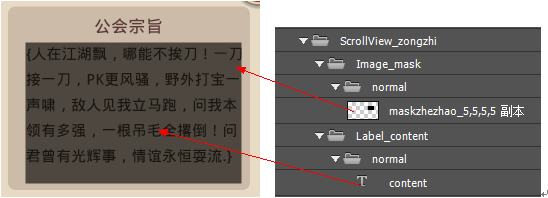 公会宗旨
{人在江湖飘，哪能不挨刀！一刀
接一刀，PK更风骚，野外打宝一
声啸，敌人见我立马跑，问我本
领有多强，一根吊毛全撂倒！问
君曾有光辉事，情谊永恒耍流.}
ScrollView_zongzhi
Image_mask
normal
maskzhezhao_5,5,5,5 副本
Label_content
normal
T content